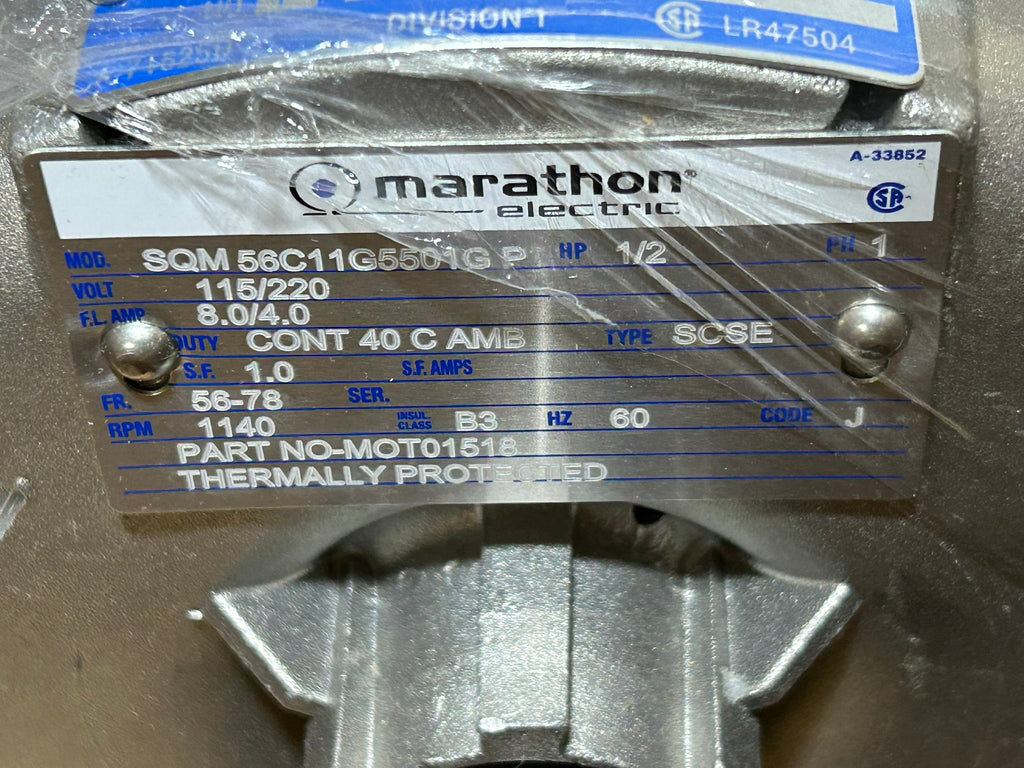 DIVISION 1
LR47504
A-33852
marathon
electric
MOD. SQM 56C11G5501G P HP 1/2 PH 1
VOLT 115/220
F.L. AMP 8.0/4.0
DUTY CONT 40 C AMB TYPE SCSE
S.F. 1.0 S.F. AMPS
FR. 56-78 SER.
RPM 1140 INSUL. CLASS B3 HZ 60 CODE J
PART NO-MOT01518
THERMALLY PROTECTED